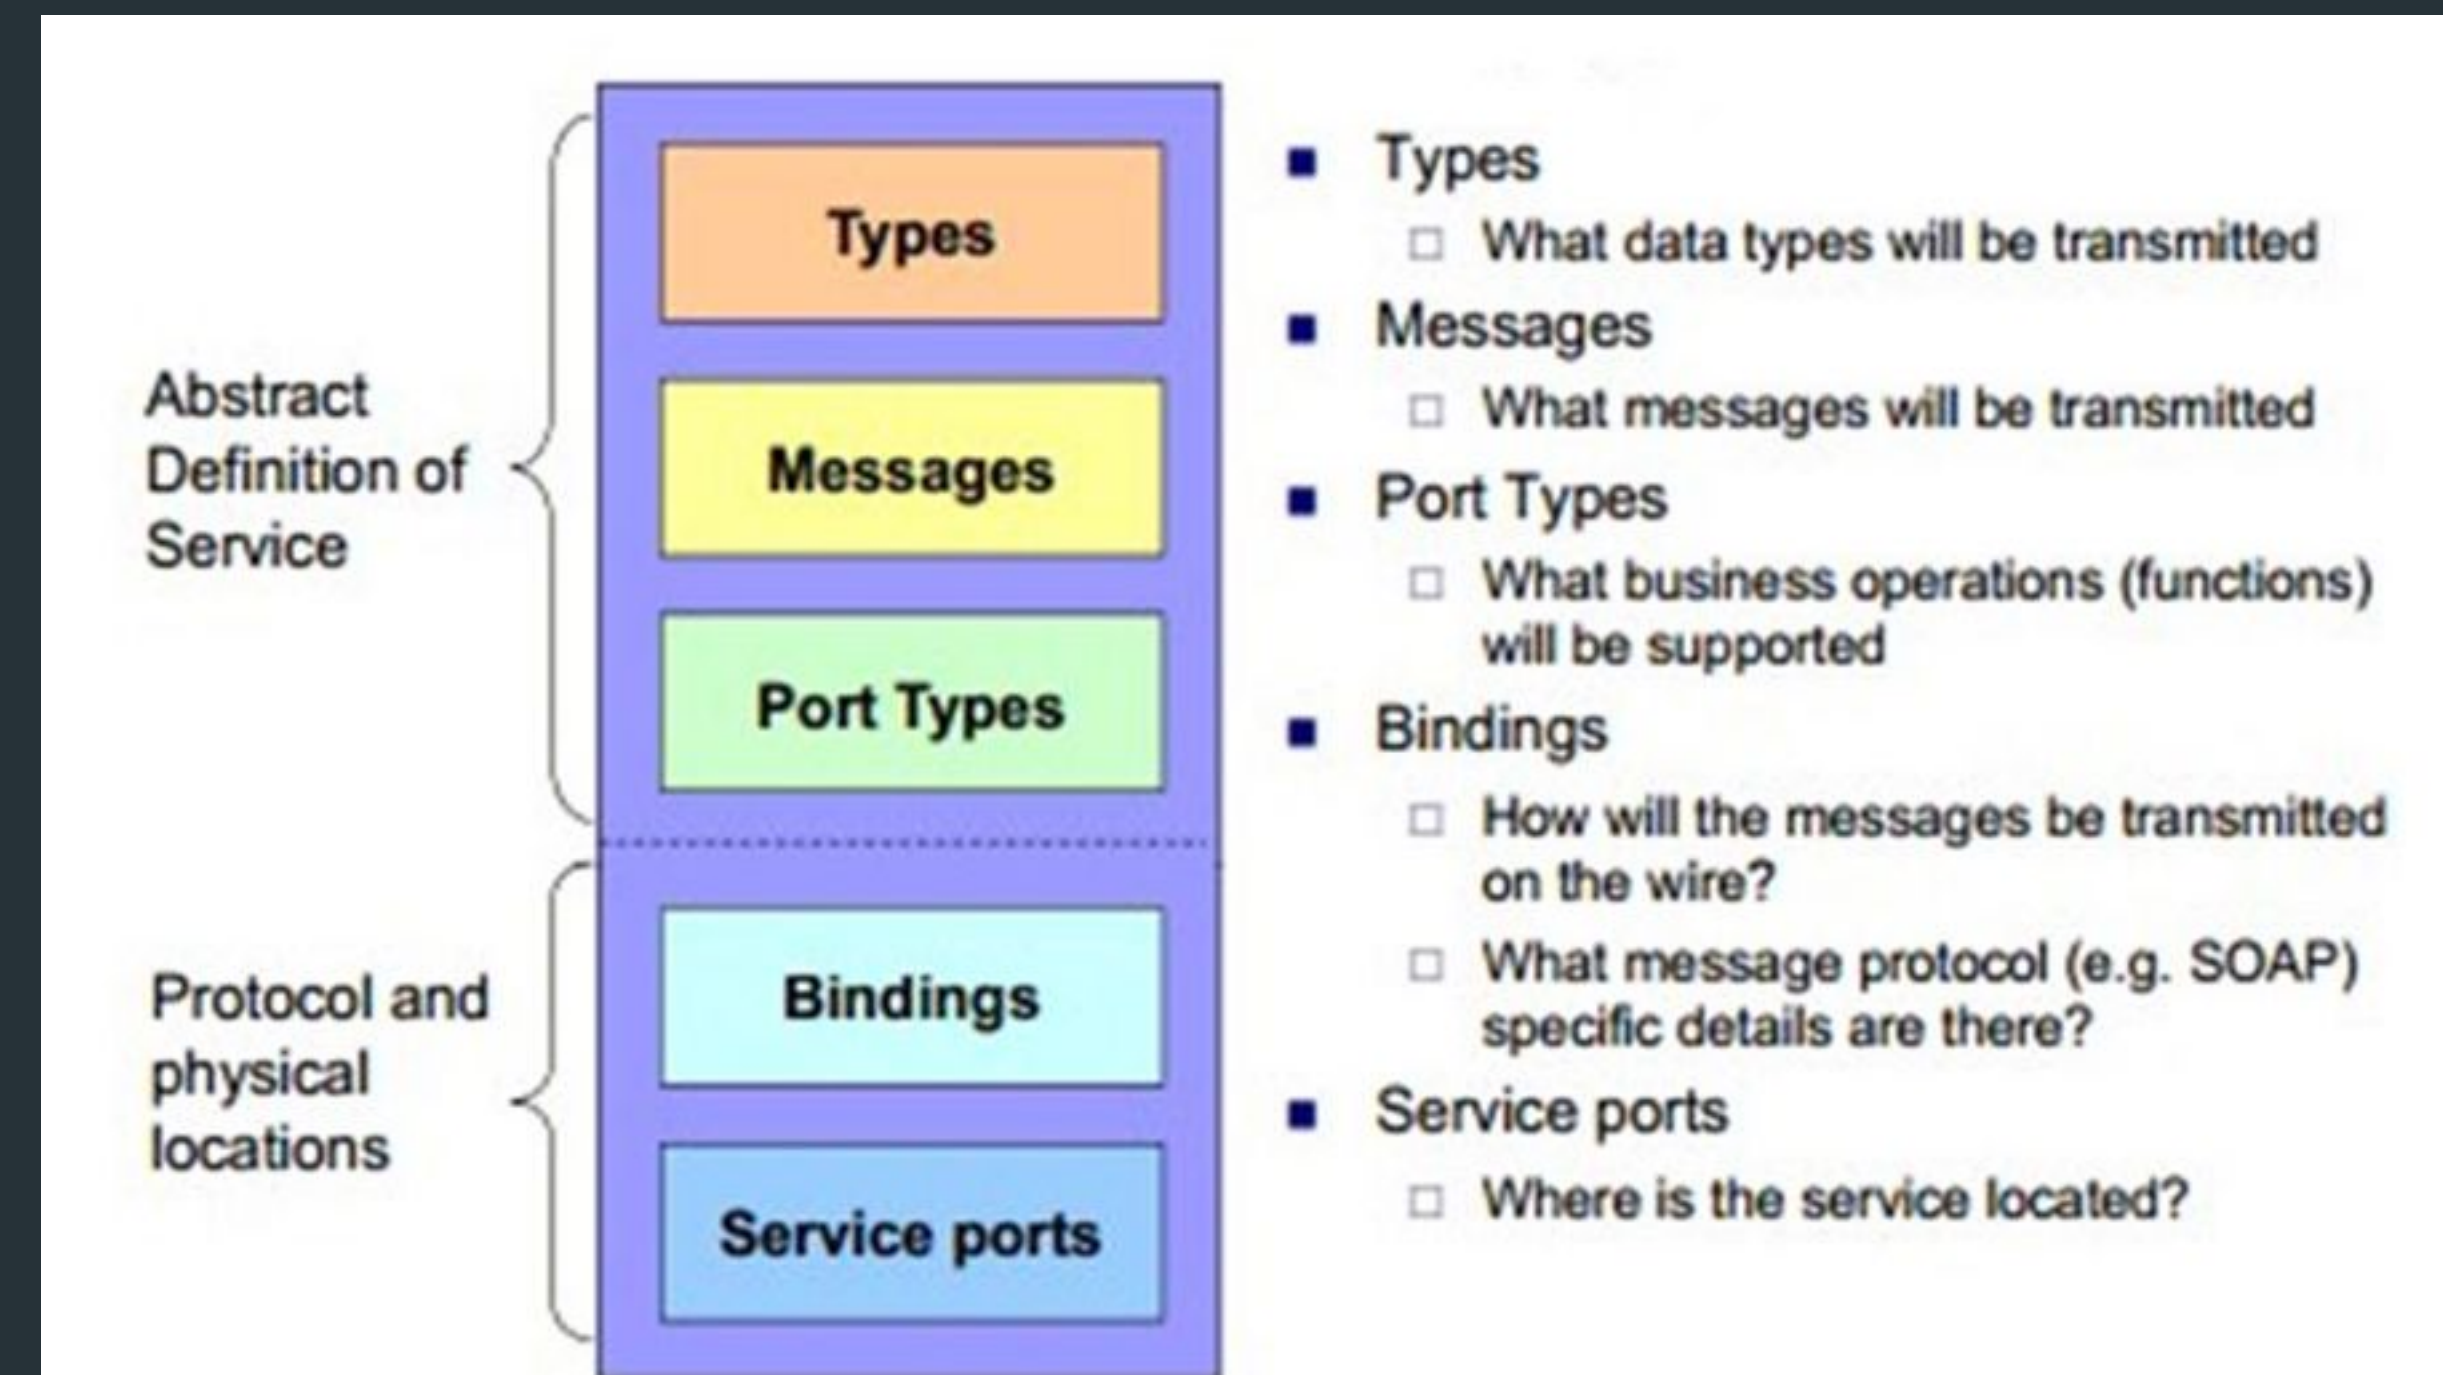 Abstract
Definition of
Service
Protocol and
physical
locations
Types
Messages
Port Types
Bindings
Service ports
Types
What data types will be transmitted
Messages
What messages will be transmitted
Port Types
What business operations (functions)
will be supported
Bindings
How will the messages be transmitted
on the wire?
What message protocol (e.g. SOAP)
specific details are there?
Service ports
Where is the service located?